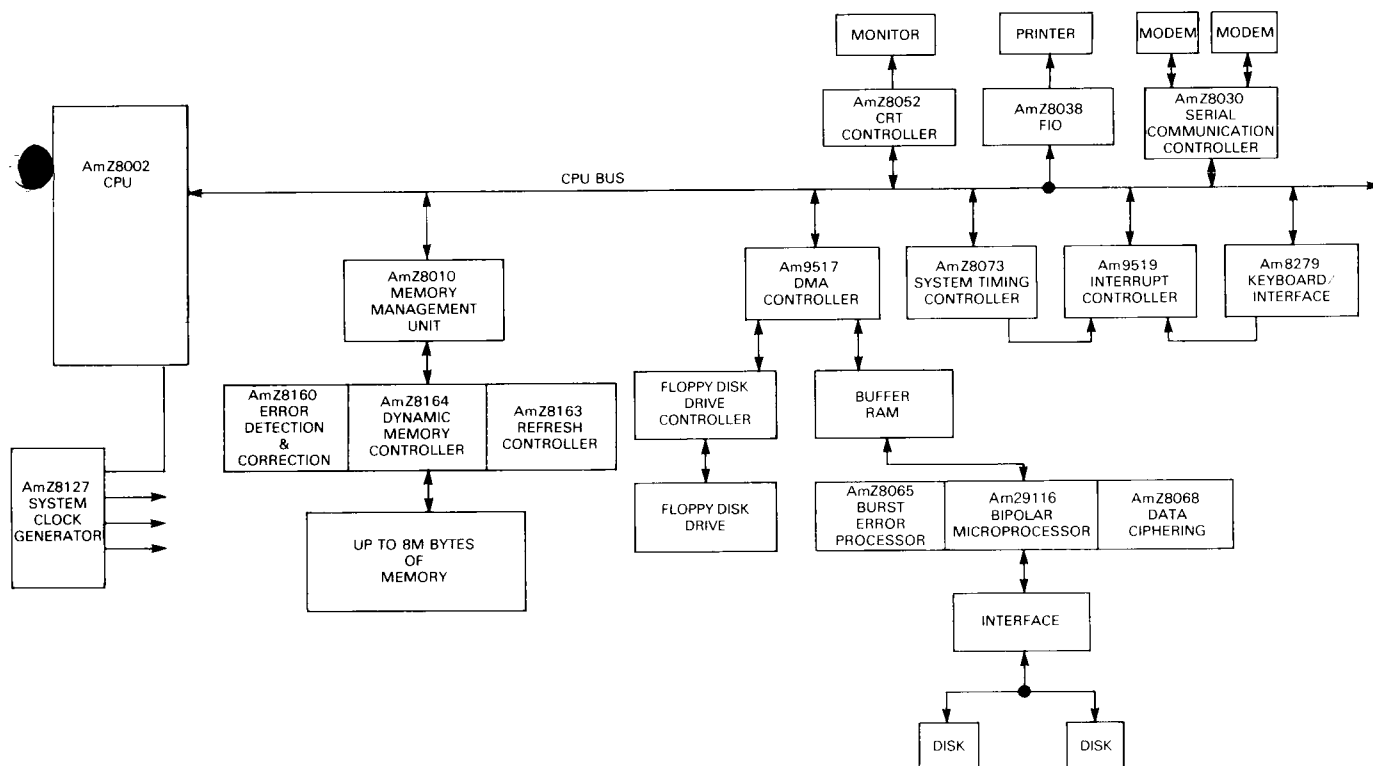 MONITOR
PRINTER
MODEM
MODEM
AmZ8052
CRT
CONTROLLER
AmZ8038
FIO
AmZ8030
SERIAL
COMMUNICATION
CONTROLLER
AmZ8002
CPU
CPU BUS
AmZ8010
MEMORY
MANAGEMENT
UNIT
Am9517
DMA
CONTROLLER
AmZ8073
SYSTEM TIMING
CONTROLLER
Am9519
INTERRUPT
CONTROLLER
Am8279
KEYBOARD/
INTERFACE
AmZ8160
ERROR
DETECTION
&
CORRECTION
AmZ8164
DYNAMIC
MEMORY
CONTROLLER
AmZ8163
REFRESH
CONTROLLER
FLOPPY DISK
DRIVE
CONTROLLER
BUFFER
RAM
AmZ8127
SYSTEM
CLOCK
GENERATOR
UP TO 8M BYTES
OF
MEMORY
FLOPPY DISK
DRIVE
AmZ8065
BURST
ERROR
PROCESSOR
Am29116
BIPOLAR
MICROPROCESSOR
AmZ8068
DATA
CIPHERING
INTERFACE
DISK
DISK